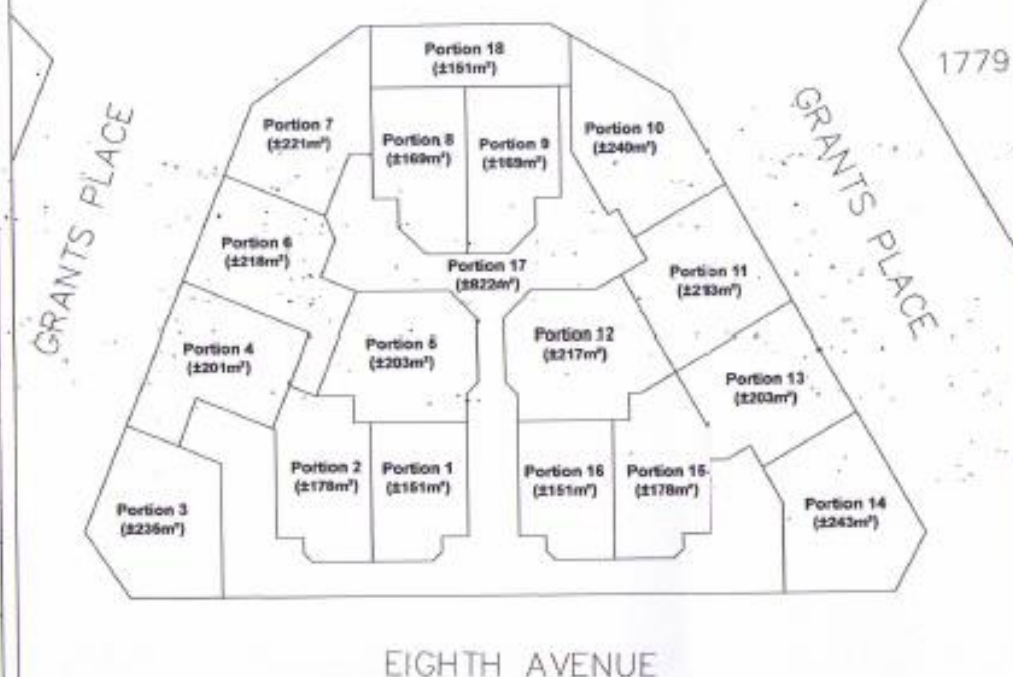 Portion 18
(±151m²)
1779
GRANTS PLACE
GRANTS PLACE
Portion 7
(±221m²)
Portion 8
(±169m²)
Portion 9
(±169m²)
Portion 10
(±240m²)
Portion 6
(±218m²)
Portion 17
(±822m²)
Portion 11
(±213m²)
Portion 4
(±201m²)
Portion 5
(±203m²)
Portion 12
(±217m²)
Portion 13
(±203m²)
Portion 3
(±235m²)
Portion 2
(±178m²)
Portion 1
(±151m²)
Portion 16
(±151m²)
Portion 15
(±178m²)
Portion 14
(±243m²)
EIGHTH AVENUE